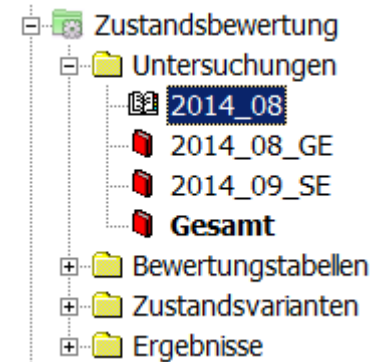 Zustandsbewertung
Untersuchungen
2014_08
2014_08_GE
2014_09_SE
Gesamt
Bewertungstabellen
Zustandsvarianten
Ergebnisse